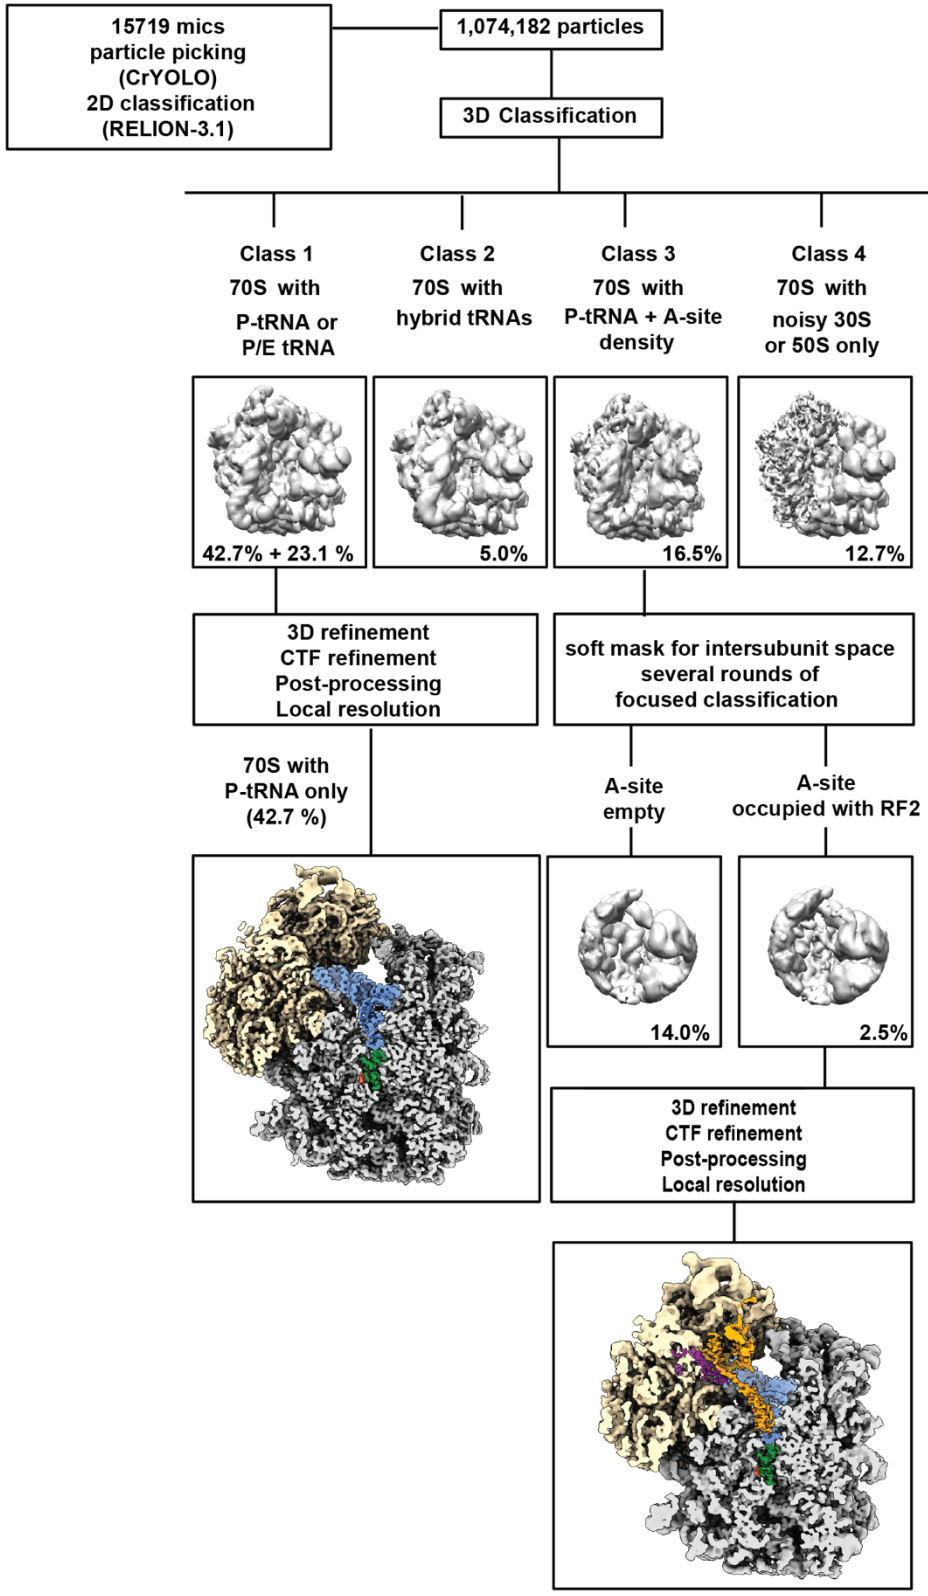 15719 mics
particle picking
(CrYOLO)
2D classification
(RELION-3.1)
1,074,182 particles
3D Classification
Class 1
70S with
P-tRNA or
P/E tRNA
Class 2
70S with
hybrid tRNAs
Class 3
70S with
P-tRNA + A-site
density
Class 4
70S with
noisy 30S
or 50S only
42.7% + 23.1 %
5.0%
16.5%
12.7%
3D refinement
CTF refinement
Post-processing
Local resolution
soft mask for intersubunit space
several rounds of
focused classification
70S with
P-tRNA only
(42.7 %)
A-site
empty
A-site
occupied with RF2
14.0%
2.5%
3D refinement
CTF refinement
Post-processing
Local resolution